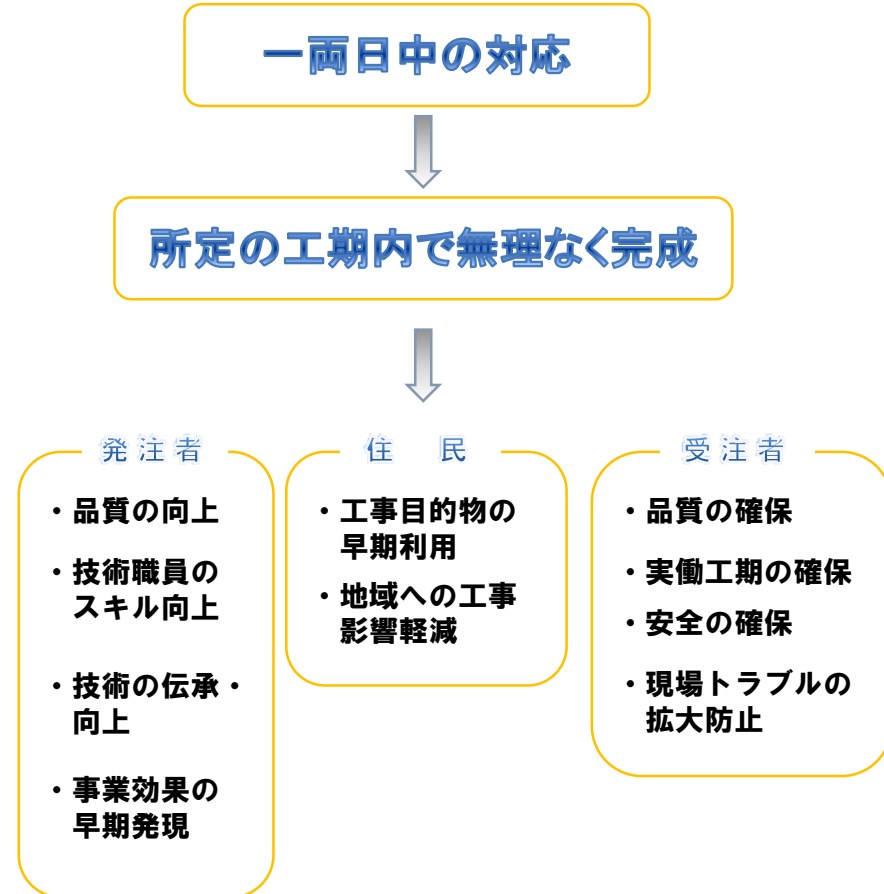 一両日中の対応
所定の工期内で無理なく完成
発注者
・品質の向上
・技術職員の
スキル向上
・技術の伝承・
向上
・事業効果の
早期発現
住 民
・工事目的物の
早期利用
・地域への工事
影響軽減
受注者
・品質の確保
・実働工期の確保
・安全の確保
・現場トラブルの
拡大防止